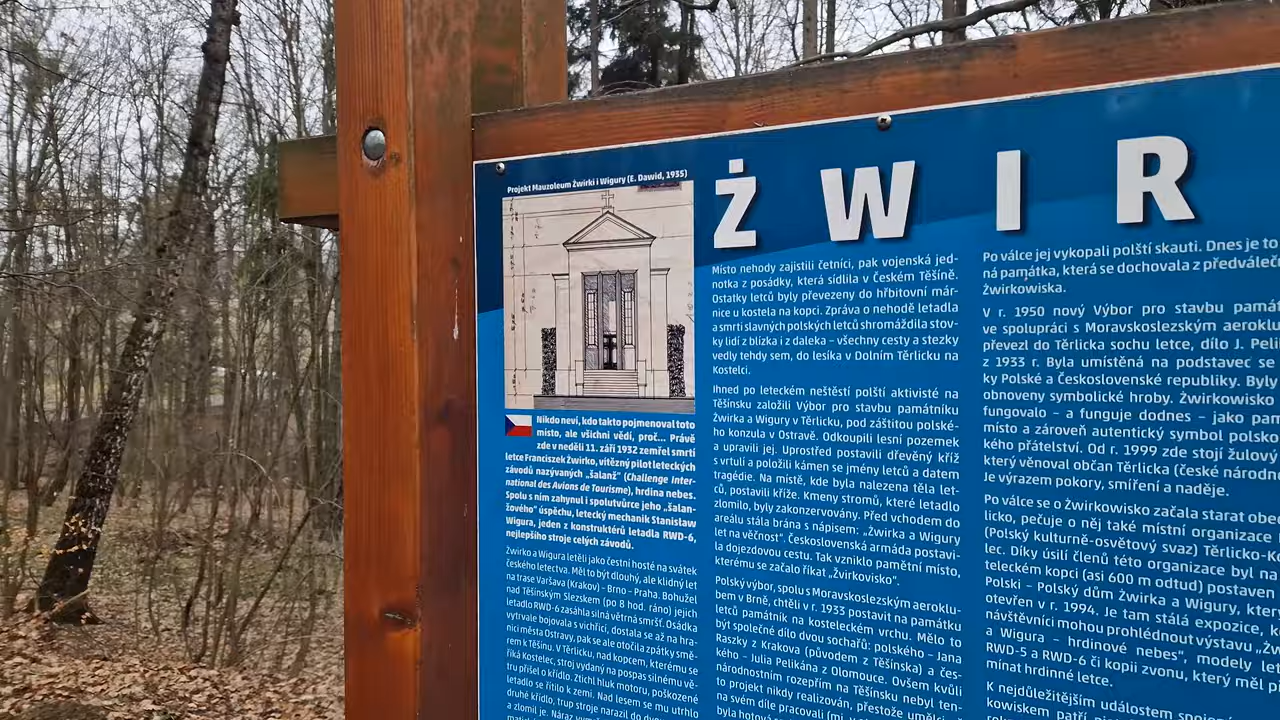 Projekt Mauzoleum Żwirki i Wigury (E. Dawid, 1935)
ŻWIR
Nikdo neví, kdo takto pojmenoval toto
místo, ale všichni vědí, proč... Právě
zde v neděli 11. září 1932 zemřel smrtí
letce Franciszek Żwirko, vítězný pilot leteckých
závodů nazývaných „šalanž" (Challenge Inter-
national des Avions de Tourisme), hrdina nebes.
Spolu s ním zahynul i spolutvůrce jeho „šalan-
žového" úspěchu, letecký mechanik Stanisław
Wigura, jeden z konstruktérů letadla RWD-6,
nejlepšího stroje celých závodů.
Żwirko a Wigura letěli jako čestní hosté na svátek
českého letectva. Měl to být dlouhý, ale klidný let
na trase Varšava (Krakov) – Brno – Praha. Bohužel
nad Těšínským Slezskem (po 8 hod. ráno) jejich
letadlo RWD-6 zasáhla silná větrná smršť. Osádka
vytrvale bojovala s vichřicí, dostala se až na hra-
nici města Ostravy, pak se ale otočila zpátky smě-
rem k Těšínu. V Těrlicku, nad kopcem, kterému se
říká Kostelec, stroj vydaný na pospas silnému vě-
tru přišel o křídlo. Ztichl hluk motoru, poškozené
letadlo se řítilo k zemi. Nad lesem se mu utrhlo
druhé křídlo, trup stroje narazil do dvou
a zlomil je. Náraz
Místo nehody zajistili četníci, pak vojenská jed-
notka z posádky, která sídlila v Českém Těšíně.
Ostatky letců byly převezeny do hřbitovní már-
nice u kostela na kopci. Zpráva o nehodě letadla
a smrti slavných polských letců shromáždila stov-
ky lidí z blízka i z daleka – všechny cesty a stezky
vedly tehdy sem, do lesíka v Dolním Těrlicku na
Kostelci.
Ihned po leteckém neštěstí polští aktivisté na
Těšínsku založili Výbor pro stavbu památníku
Żwirka a Wigury v Těrlicku, pod záštitou polské-
ho konzula v Ostravě. Odkoupili lesní pozemek
a upravili jej. Uprostřed postavili dřevěný kříž
s vrtulí a položili kámen se jmény letců a datem
tragédie. Na místě, kde byla nalezena těla let-
ců, postavili kříže. Kmeny stromů, které letadlo
zlomilo, byly zakonzervovány. Před vchodem do
areálu stála brána s nápisem: „Żwirka a Wigury
let na věčnost". Československá armáda postavi-
la dojezdovou cestu. Tak vzniklo pamětní místo,
kterému se začalo říkat „Żvirkovisko".
Polský výbor, spolu s Moravskoslezským aeroklu-
bem v Brně, chtěli v r. 1933 postavit na památku
letců památník na kosteleckém vrchu. Mělo to
být společné dílo dvou sochařů: polského – Jana
Raszky z Krakova (původem z Těšínska) a čes-
kého – Julia Pelikána z Olomouce. Ovšem kvůli
národnostním rozepřím na Těšínsku nebyl ten-
to projekt nikdy realizován, přestože umělci
na svém díle pracovali
byla hotova
Po válce jej vykopali polští skauti. Dnes je to
ná památka, která se dochovala z předválečn
Żwirkowiska.
V r. 1950 nový Výbor pro stavbu památ
ve spolupráci s Moravskoslezským aeroklu
převezl do Těrlicka sochu letce, dílo J. Peli
z 1933 r. Byla umístěná na podstavec se
ky Polské a Československé republiky. Byly
obnoveny symbolické hroby. Żwirkowisko
fungovalo – a funguje dodnes – jako pam
místo a zároveň autentický symbol polsko
kého přátelství. Od r. 1999 zde stojí žulový
který věnoval občan Těrlicka (české národno
Je výrazem pokory, smíření a naděje.
Po válce se o Żwirkowisko začala starat obe
licko, pečuje o něj také místní organizace
(Polský kulturně-osvětový svaz) Těrlicko-Ko
lec. Díky úsilí členů této organizace byl na
teleckém kopci (asi 600 m odtud) postaven
Polski – Polský dům Żwirka a Wigury, kter
otevřen v r. 1994. Je tam stálá expozice, k
návštěvníci mohou prohlédnout výstavu „Żw
a Wigura – hrdinové nebes", modely let
RWD-5 a RWD-6 či kopii zvonu, který měl př
mínat hrdinné letce.
K nejdůležitějším událostem spojeným
kowiskem patří